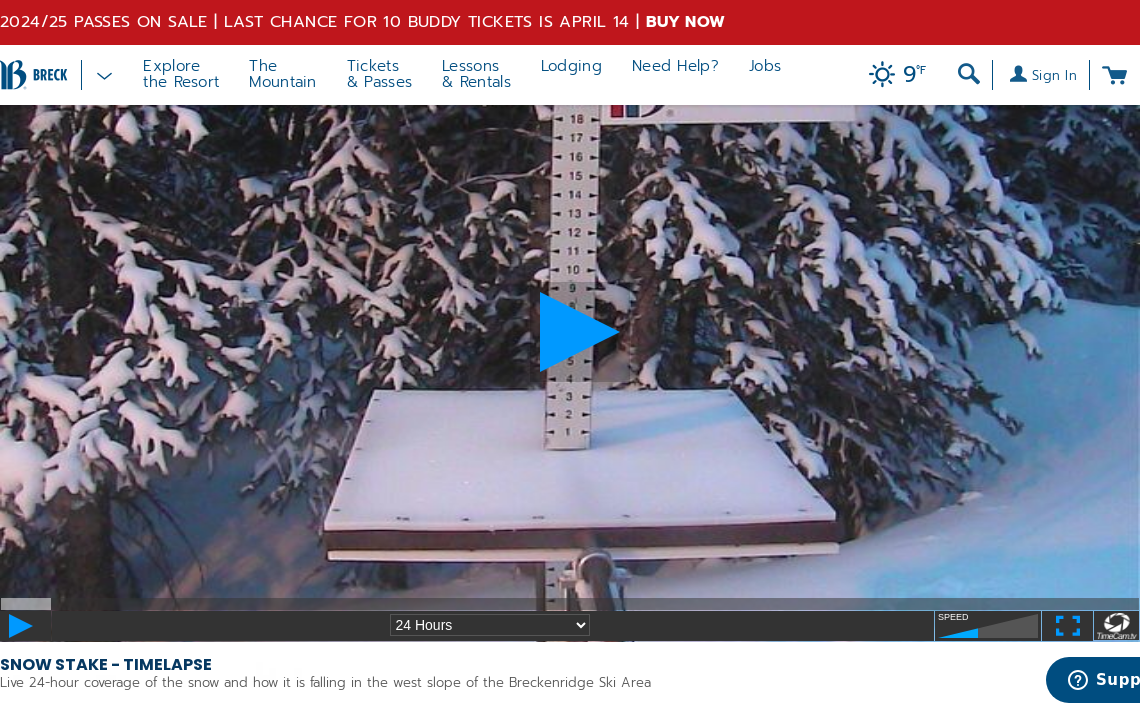 2024/25 PASSES ON SALE | LAST CHANCE FOR 10 BUDDY TICKETS IS APRIL 14 | BUY NOW
B BRECK
Explore
the Resort
The
Mountain
Tickets
& Passes
Lessons
& Rentals
Lodging
Need Help?
Jobs
9°F
Sign In
18
17
16
15
14
13
12
11
10
9
8
5
4
3
2
1
24 Hours
SPEED
TimeCam.tv
SNOW STAKE - TIMELAPSE
Live 24-hour coverage of the snow and how it is falling in the west slope of the Breckenridge Ski Area
Supp